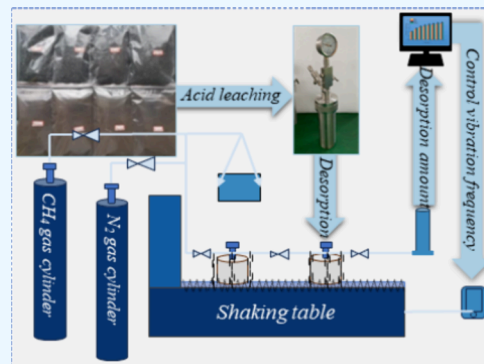 Acid leaching
Desorption
Desorption amount
Control vibration frequency
CH₄ gas cylinder
N₂ gas cylinder
Shaking table